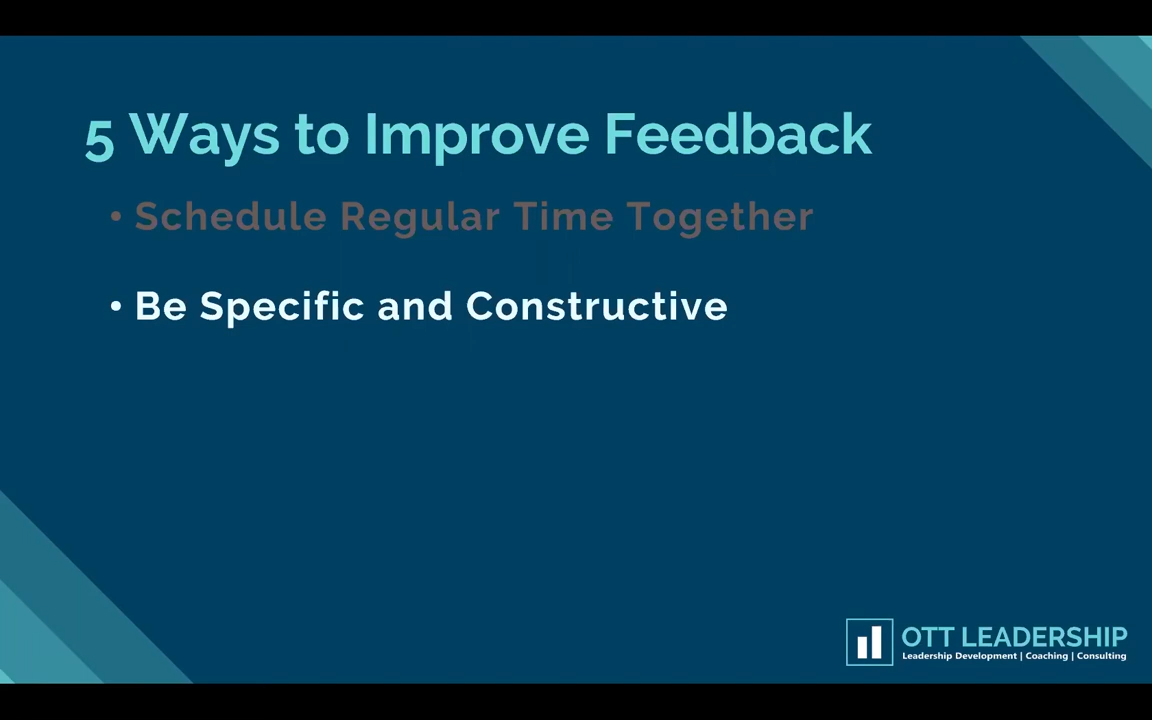 5 Ways to Improve Feedback
• Schedule Regular Time Together
• Be Specific and Constructive
OTT LEADERSHIP
Leadership Development | Coaching | Consulting